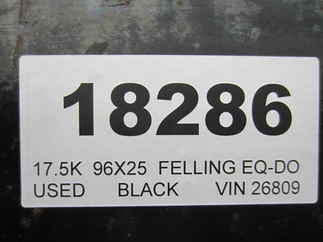 18286
17.5K 96X25 FELLING EQ-DO
USED BLACK VIN 26809